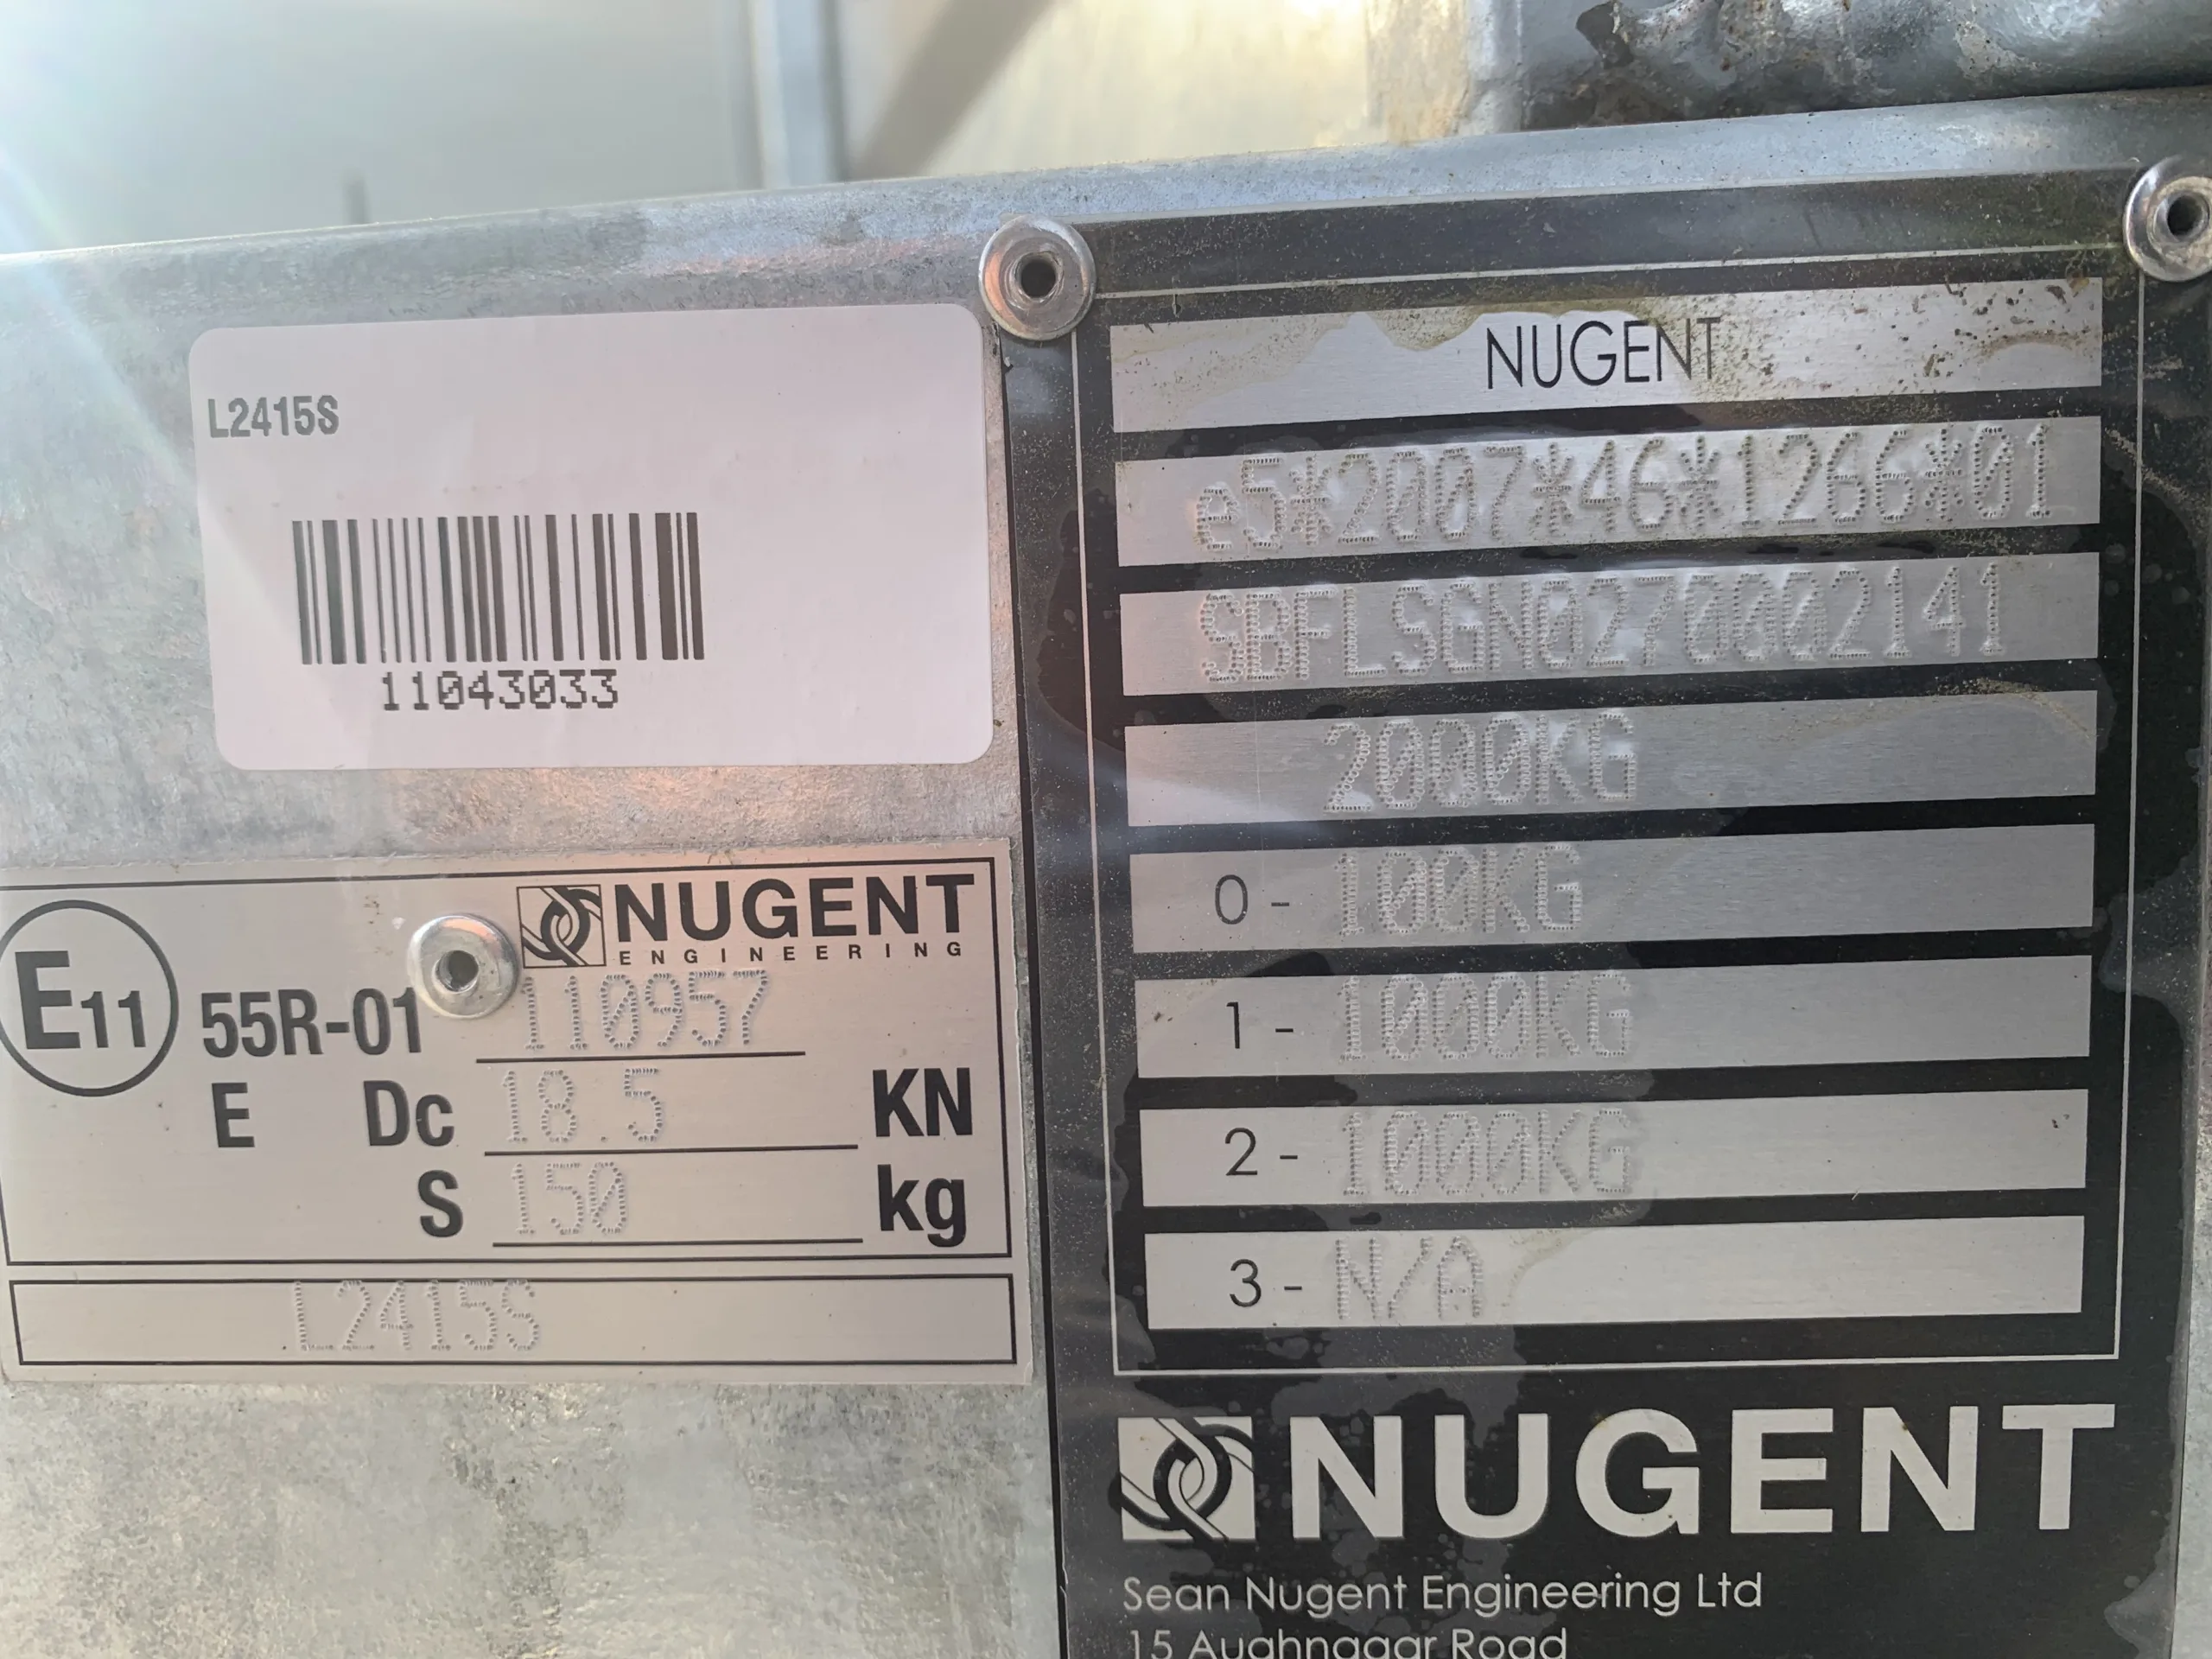 L2415S
11043033
NUGENT
ENGINEERING
E11 55R-01 110957
E Dc 18.5 KN
S 150 kg
L2415S
NUGENT
e5*2007*46*1266*01
SBFLSGN0270002141
2000KG
0 - 100KG
1 - 1000KG
2 - 1000KG
3 - N/A
NUGENT
Sean Nugent Engineering Ltd
15 Aughnagar Road